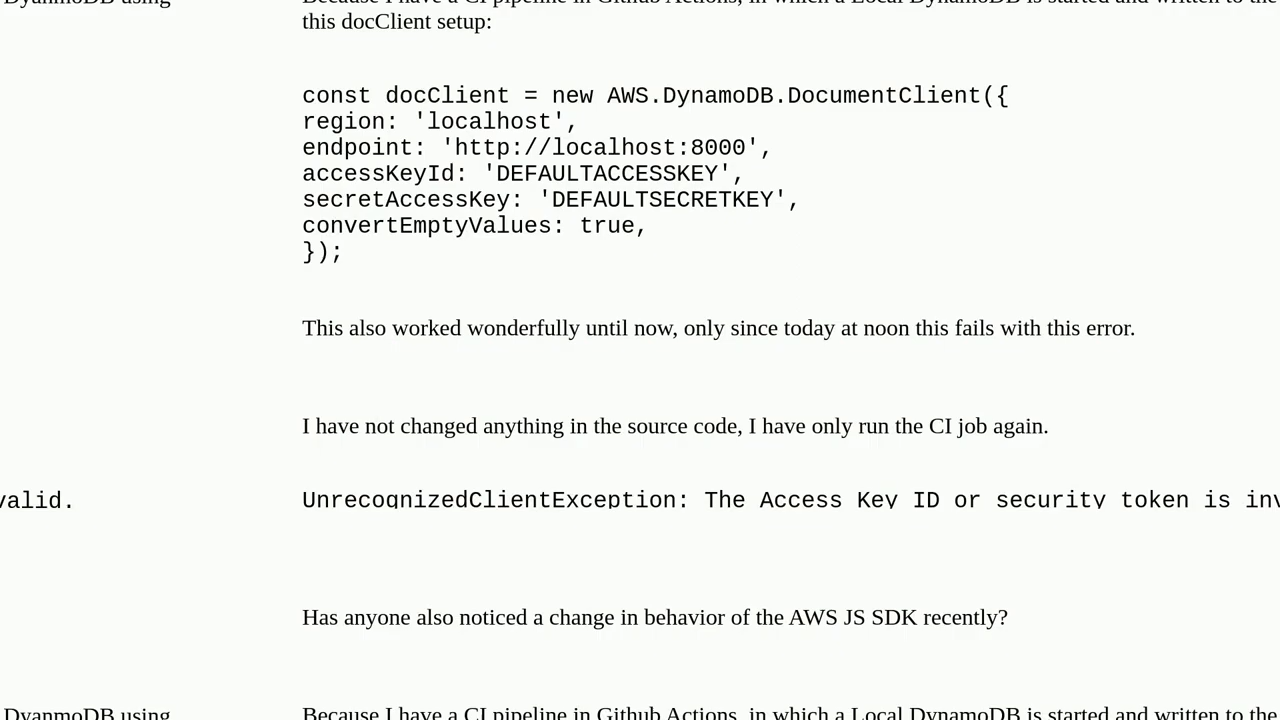 DyanmoDB using
Because I have a CI pipeline in Github Actions, in which a Local DynamoDB is started and written to the
this docClient setup:
const docClient = new AWS.DynamoDB.DocumentClient({
region: 'localhost',
endpoint: 'http://localhost:8000',
accessKeyId: 'DEFAULTACCESSKEY',
secretAccessKey: 'DEFAULTSECRETKEY',
convertEmptyValues: true,
});
This also worked wonderfully until now, only since today at noon this fails with this error.
I have not changed anything in the source code, I have only run the CI job again.
valid.
UnrecognizedClientException: The Access Key ID or security token is inv
Has anyone also noticed a change in behavior of the AWS JS SDK recently?
DyanmoDB using
Because I have a CI pipeline in Github Actions, in which a Local DynamoDB is started and written to the